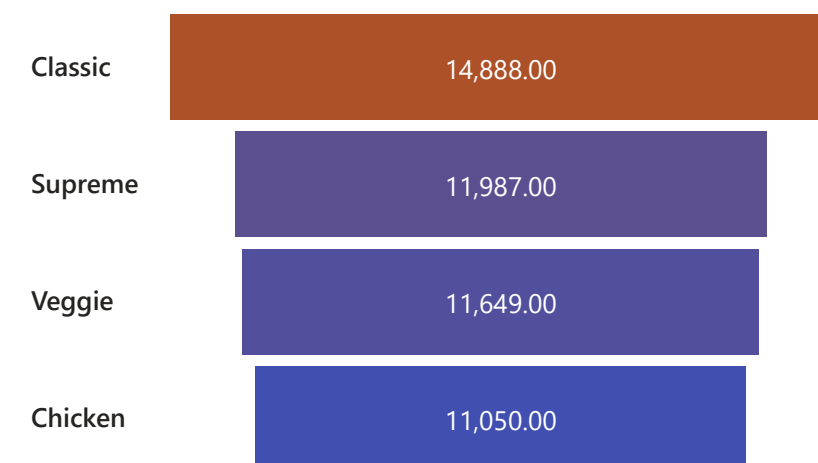 Classic 14,888.00
Supreme 11,987.00
Veggie 11,649.00
Chicken 11,050.00